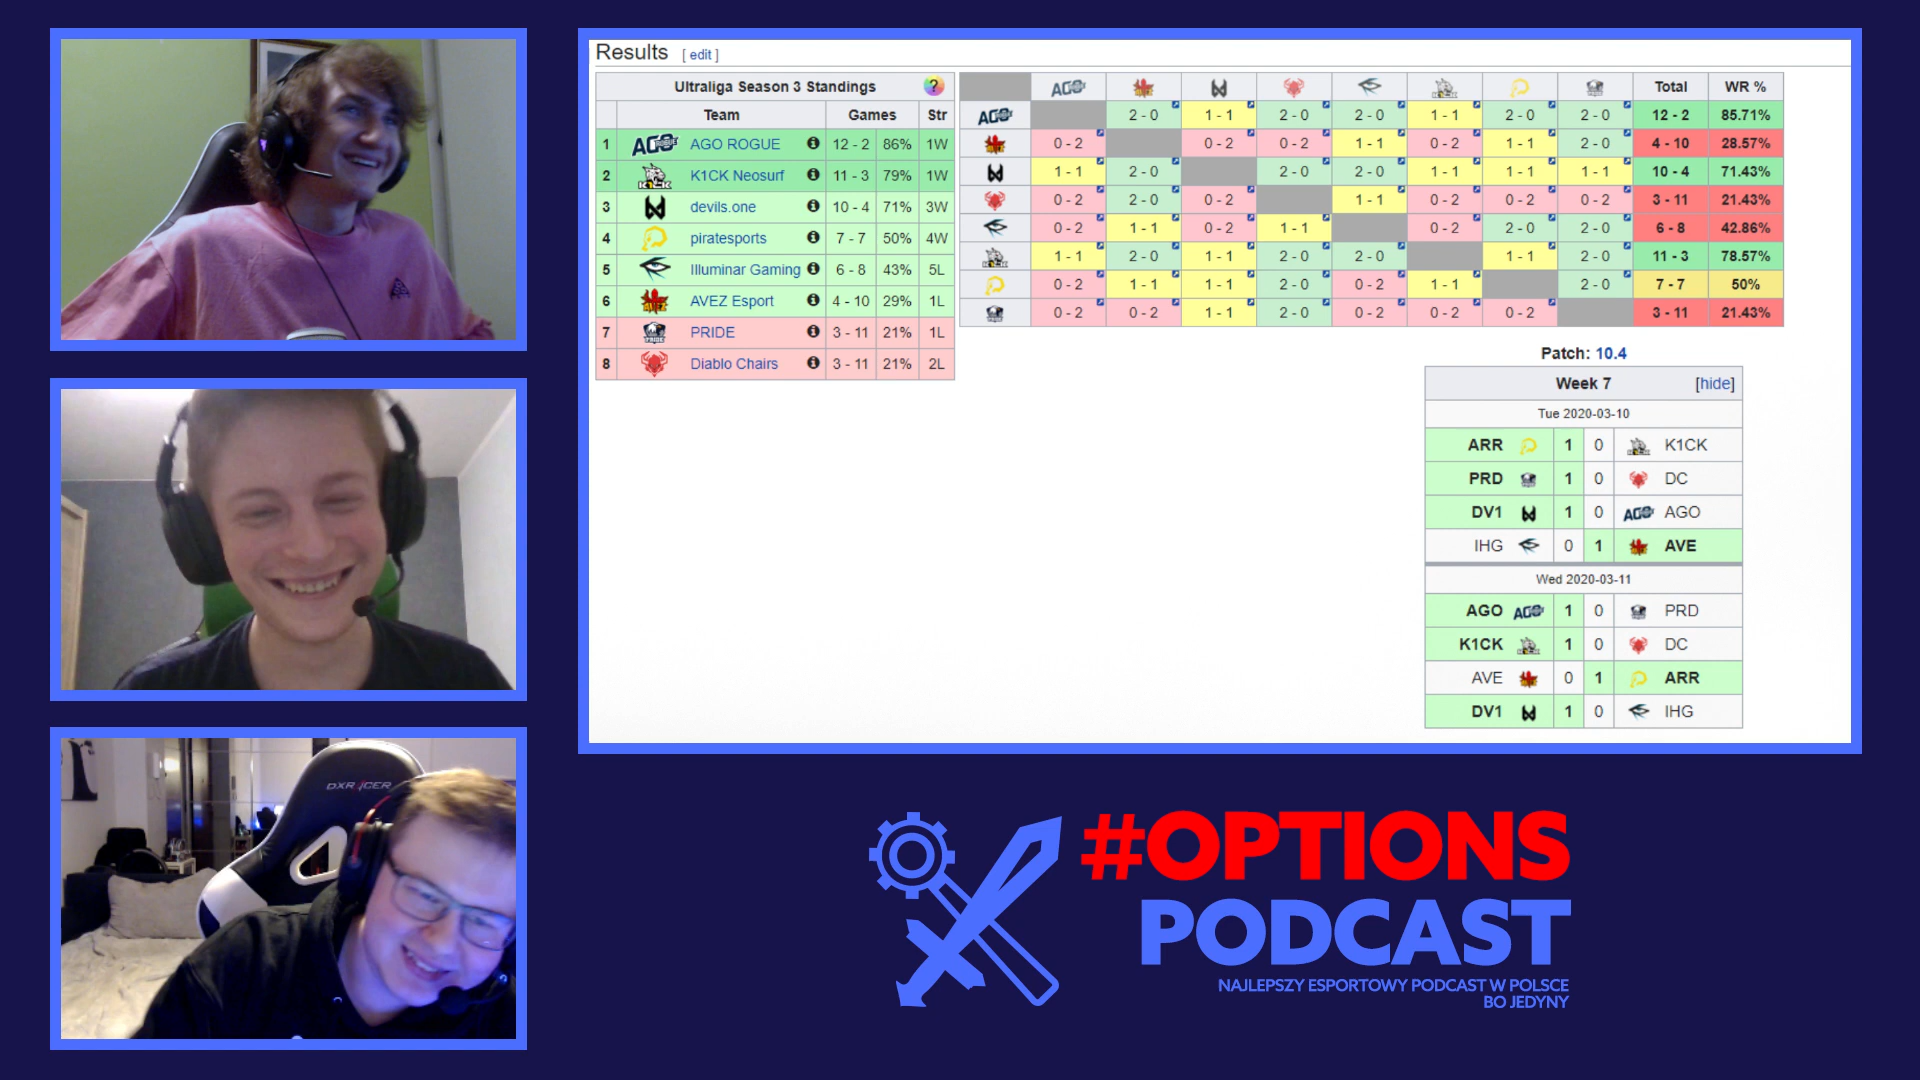 Results [ edit ]
Ultraliga Season 3 Standings ?
Team Games Str
1 AGO ROGUE 12 - 2 86% 1W
2 K1CK Neosurf 11 - 3 79% 1W
3 devils.one 10 - 4 71% 3W
4 piratesports 7 - 7 50% 4W
5 Illuminar Gaming 6 - 8 43% 5L
6 AVEZ Esport 4 - 10 29% 1L
7 PRIDE 3 - 11 21% 1L
8 Diablo Chairs 3 - 11 21% 2L
AGO Total WR %
AGO 2 - 0 1 - 1 2 - 0 2 - 0 1 - 1 2 - 0 2 - 0 12 - 2 85.71%
0 - 2 0 - 2 0 - 2 1 - 1 0 - 2 1 - 1 2 - 0 4 - 10 28.57%
1 - 1 2 - 0 2 - 0 2 - 0 1 - 1 1 - 1 1 - 1 10 - 4 71.43%
0 - 2 2 - 0 0 - 2 1 - 1 0 - 2 0 - 2 0 - 2 3 - 11 21.43%
0 - 2 1 - 1 0 - 2 1 - 1 0 - 2 2 - 0 2 - 0 6 - 8 42.86%
1 - 1 2 - 0 1 - 1 2 - 0 2 - 0 1 - 1 2 - 0 11 - 3 78.57%
0 - 2 1 - 1 1 - 1 2 - 0 0 - 2 1 - 1 2 - 0 7 - 7 50%
0 - 2 0 - 2 1 - 1 2 - 0 0 - 2 0 - 2 0 - 2 3 - 11 21.43%
Patch: 10.4
Week 7 [hide]
Tue 2020-03-10
ARR 1 0 K1CK
PRD 1 0 DC
DV1 1 0 AGO AGO
IHG 0 1 AVE
Wed 2020-03-11
AGO AGO 1 0 PRD
K1CK 1 0 DC
AVE 0 1 ARR
DV1 1 0 IHG
DXRACER
#OPTIONS
PODCAST
NAJLEPSZY ESPORTOWY PODCAST W POLSCE
BO JEDYNY